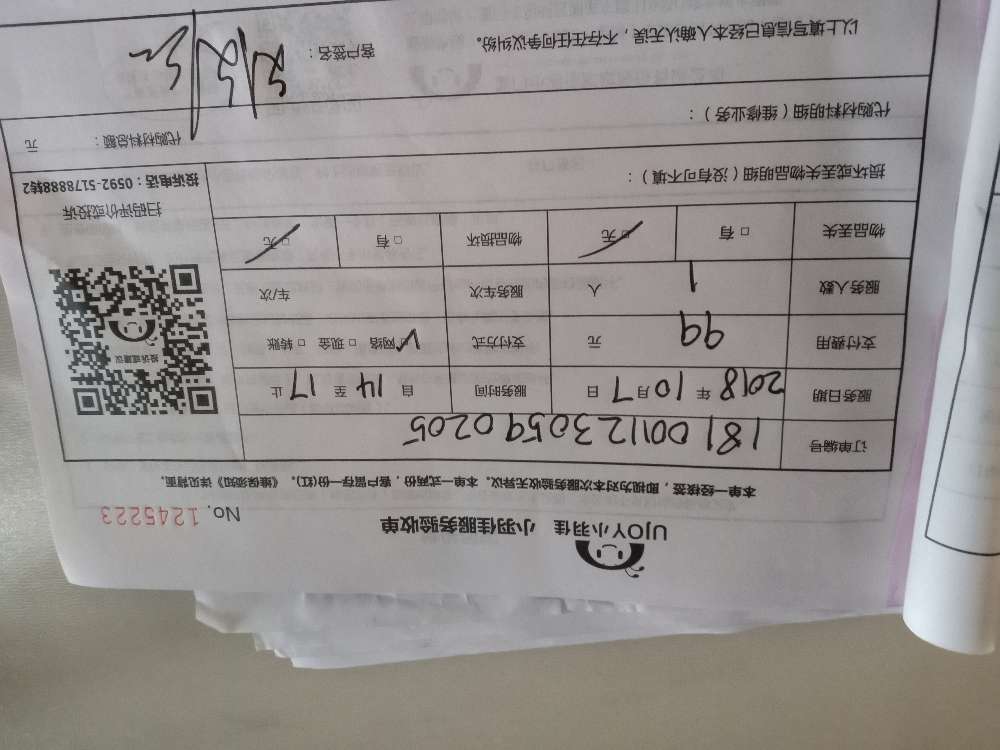 UJOY小羽佳 小羽佳服务验收单
No. 1245223
本单一经核签，即视为对本次服务验收无异议。本单一式两份，客户留存一份(红)。《维保须知》详见背面。
订单编号 181001123059 0205
服务日期 2018 年 10 月 7 日 服务时间 自 14 至 17 止
支付费用 99 元 支付方式 网络 现金 转账
服务人数 1 人 服务车次 车/次
物品丢失 有 无 物品损坏 有 无
投诉或建议
扫码评价或投诉
投诉电话：0592-5178888转2
损坏或丢失物品明细（没有可不填）：
代购材料明细（维修业务）：
代购材料总额： 元
以上填写信息已经本人确认无误，不存在任何争议纠纷。
客户签名：